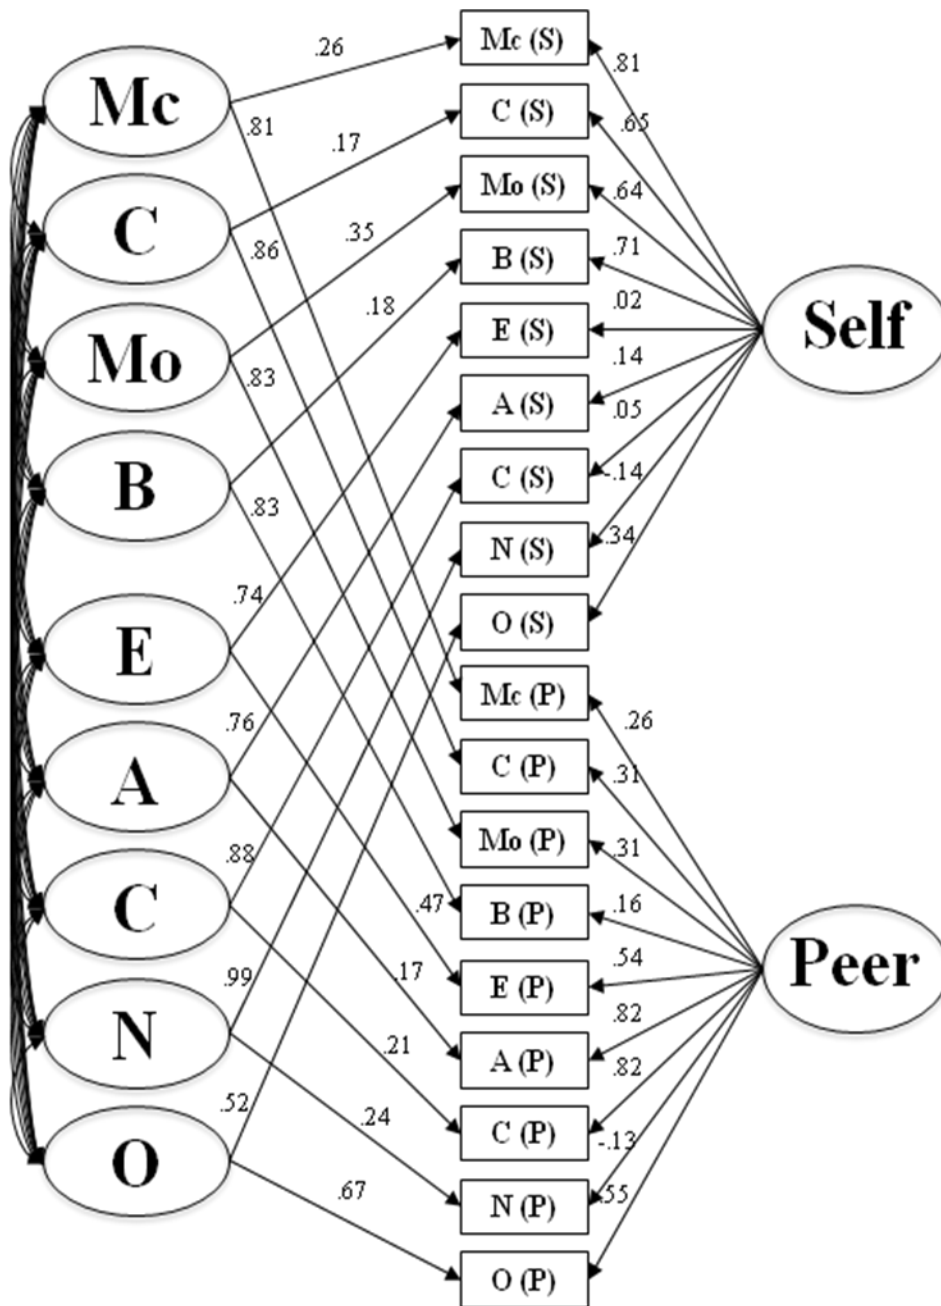 Mc
C
Mo
B
E
A
C
N
O
.26
.81
.17
.86
.35
.83
.18
.83
.74
.47
.76
.17
.88
.21
.99
.24
.52
.67
Mc (S)
C (S)
Mo (S)
B (S)
E (S)
A (S)
C (S)
N (S)
O (S)
Mc (P)
C (P)
Mo (P)
B (P)
E (P)
A (P)
C (P)
N (P)
O (P)
.81
.65
.64
.71
.02
.14
.05
-.14
.34
Self
.26
.31
.31
.16
.54
.82
.82
-.13
.55
Peer